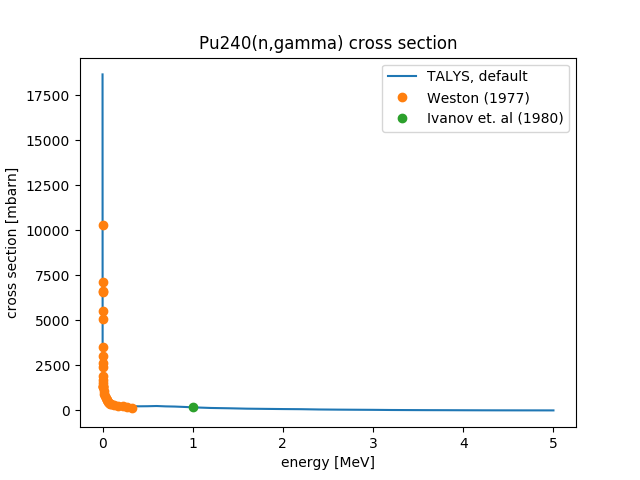 Pu240(n,gamma) cross section
TALYS, default
Weston (1977)
Ivanov et. al (1980)
cross section [mbarn]
17500
15000
12500
10000
7500
5000
2500
0
0 1 2 3 4 5
energy [MeV]